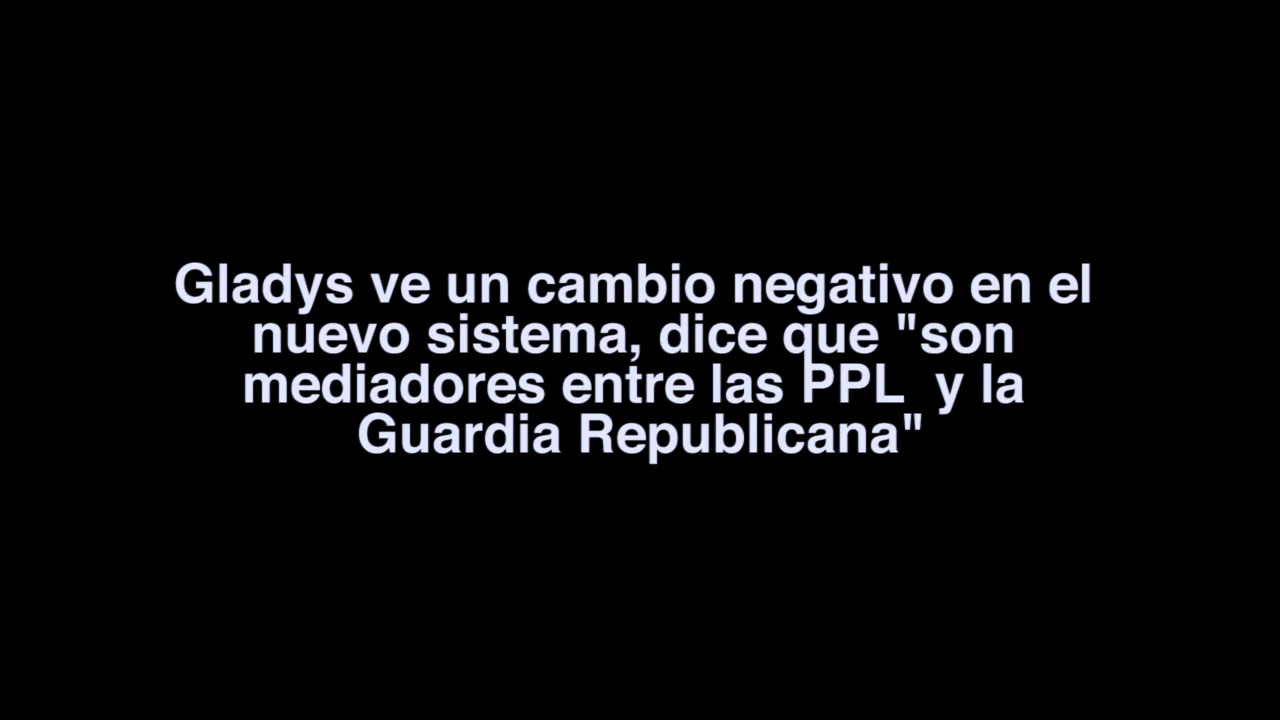 Gladys ve un cambio negativo en el
nuevo sistema, dice que "son
mediadores entre las PPL  y la
Guardia Republicana"